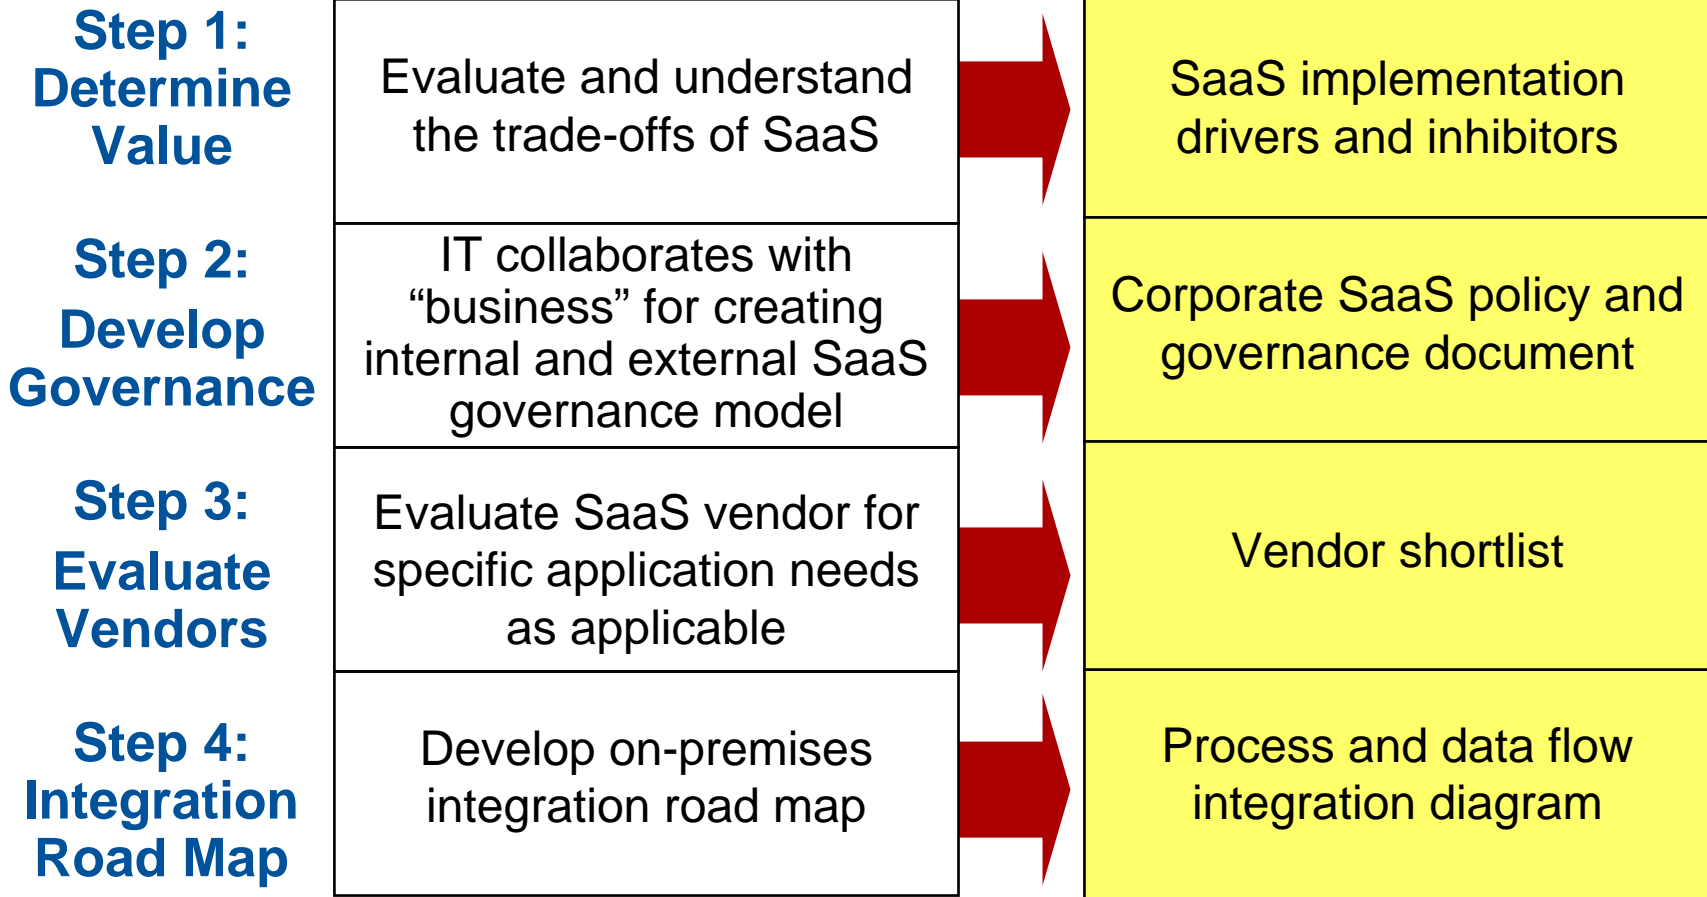 Step 1:
Determine
Value
Evaluate and understand
the trade-offs of SaaS
SaaS implementation
drivers and inhibitors
Step 2:
Develop
Governance
IT collaborates with
“business” for creating
internal and external SaaS
governance model
Corporate SaaS policy and
governance document
Step 3:
Evaluate
Vendors
Evaluate SaaS vendor for
specific application needs
as applicable
Vendor shortlist
Step 4:
Integration
Road Map
Develop on-premises
integration road map
Process and data flow
integration diagram